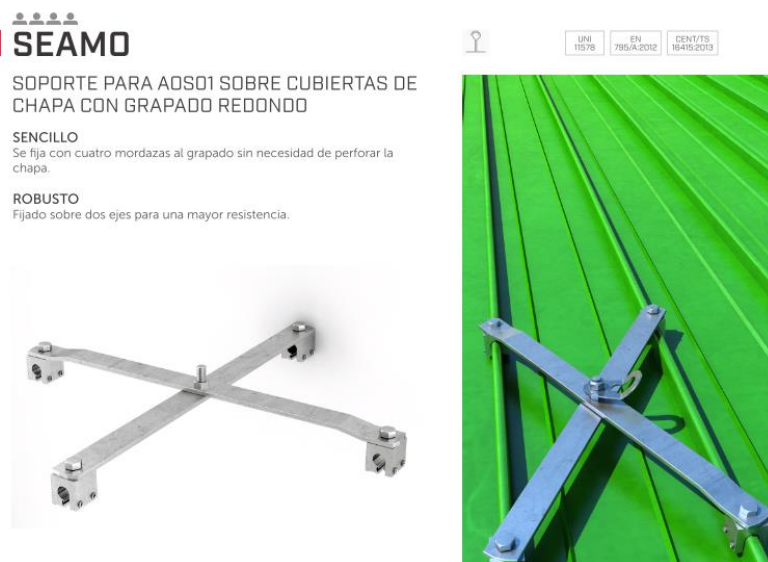 SEAMO
UNI
11578
EN
795/A:2012
CENT/TS
16415:2013
SOPORTE PARA AOS01 SOBRE CUBIERTAS DE
CHAPA CON GRAPADO REDONDO
SENCILLO
Se fija con cuatro mordazas al grapado sin necesidad de perforar la
chapa.
ROBUSTO
Fijado sobre dos ejes para una mayor resistencia.